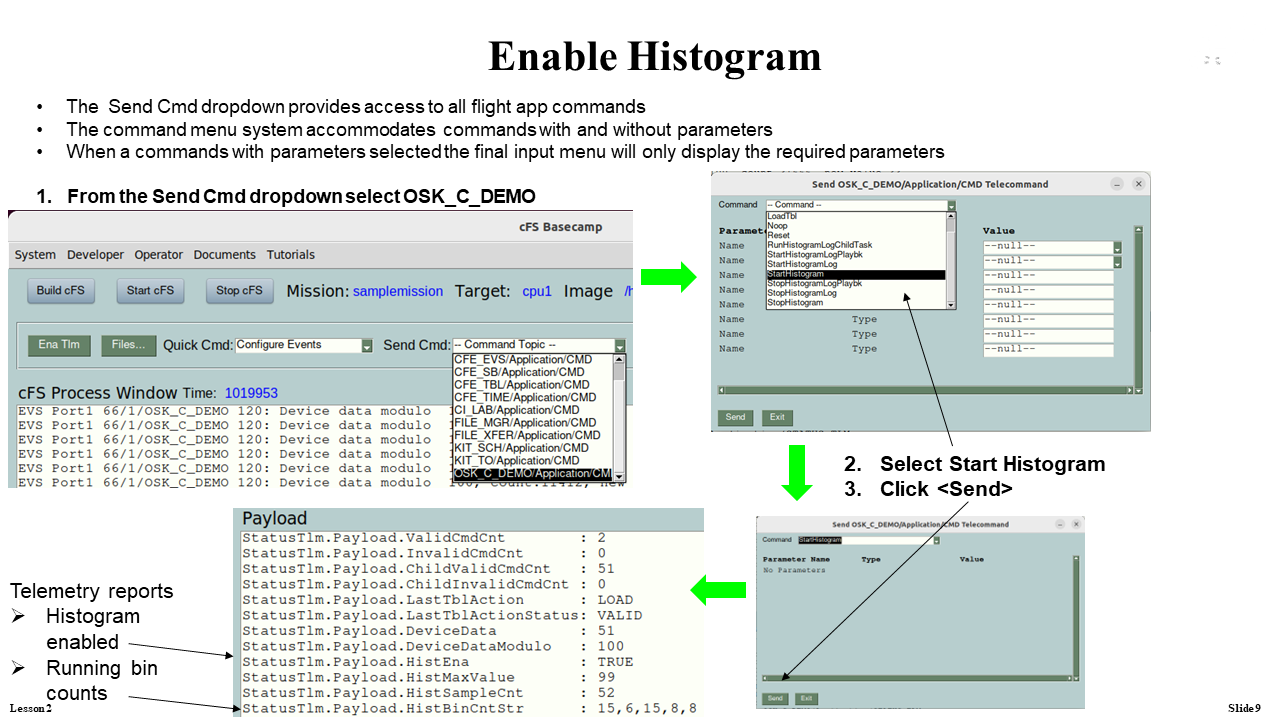 Enable Histogram
• The Send Cmd dropdown provides access to all flight app commands
• The command menu system accommodates commands with and without parameters
• When a commands with parameters selected the final input menu will only display the required parameters
1. From the Send Cmd dropdown select OSK_C_DEMO
cFS Basecamp
System Developer Operator Documents Tutorials
Build cFS Start cFS Stop cFS Mission: samplemission Target: cpu1 Image
Ena Tlm Files... Quick Cmd: Configure Events Send Cmd: -- Command Topic --
CFE_EVS/Application/CMD
CFE_SB/Application/CMD
CFE_TBL/Application/CMD
CFE_TIME/Application/CMD
CI_LAB/Application/CMD
FILE_MGR/Application/CMD
FILE_XFER/Application/CMD
KIT_SCH/Application/CMD
KIT_TO/Application/CMD
OSK_C_DEMO/Application/CM
cFS Process Window Time: 1019953
EVS Port1 66/1/OSK_C_DEMO 120: Device data modulo
EVS Port1 66/1/OSK_C_DEMO 120: Device data modulo
EVS Port1 66/1/OSK_C_DEMO 120: Device data modulo
EVS Port1 66/1/OSK_C_DEMO 120: Device data modulo
EVS Port1 66/1/OSK_C_DEMO 120: Device data modulo
EVS Port1 66/1/OSK_C_DEMO 120: Device data modulo
Send OSK_C_DEMO/Application/CMD Telecommand
Command -- Command --
LoadTbl
Noop
Reset
RunHistogramLogChildTask
StartHistogramLogPlaybk
StartHistogramLog
StartHistogram
StopHistogramLogPlaybk
StopHistogramLog
StopHistogram
Paramet Value
Name --null--
Name --null--
Name --null--
Name --null--
Name --null--
Name Type --null--
Name Type --null--
Name Type --null--
Send Exit
2. Select Start Histogram
3. Click <Send>
Send OSK_C_DEMO/Application/CMD Telecommand
Command StartHistogram
Parameter Name Type Value
No Parameters
Send Exit
Payload
StatusTlm.Payload.ValidCmdCnt : 2
StatusTlm.Payload.InvalidCmdCnt : 0
StatusTlm.Payload.ChildValidCmdCnt : 51
StatusTlm.Payload.ChildInvalidCmdCnt : 0
StatusTlm.Payload.LastTblAction : LOAD
StatusTlm.Payload.LastTblActionStatus: VALID
StatusTlm.Payload.DeviceData : 51
StatusTlm.Payload.DeviceDataModulo : 100
StatusTlm.Payload.HistEna : TRUE
StatusTlm.Payload.HistMaxValue : 99
StatusTlm.Payload.HistSampleCnt : 52
StatusTlm.Payload.HistBinCntStr : 15,6,15,8,8
Telemetry reports
➢ Histogram
enabled
➢ Running bin
counts
Lesson 2
Slide 9